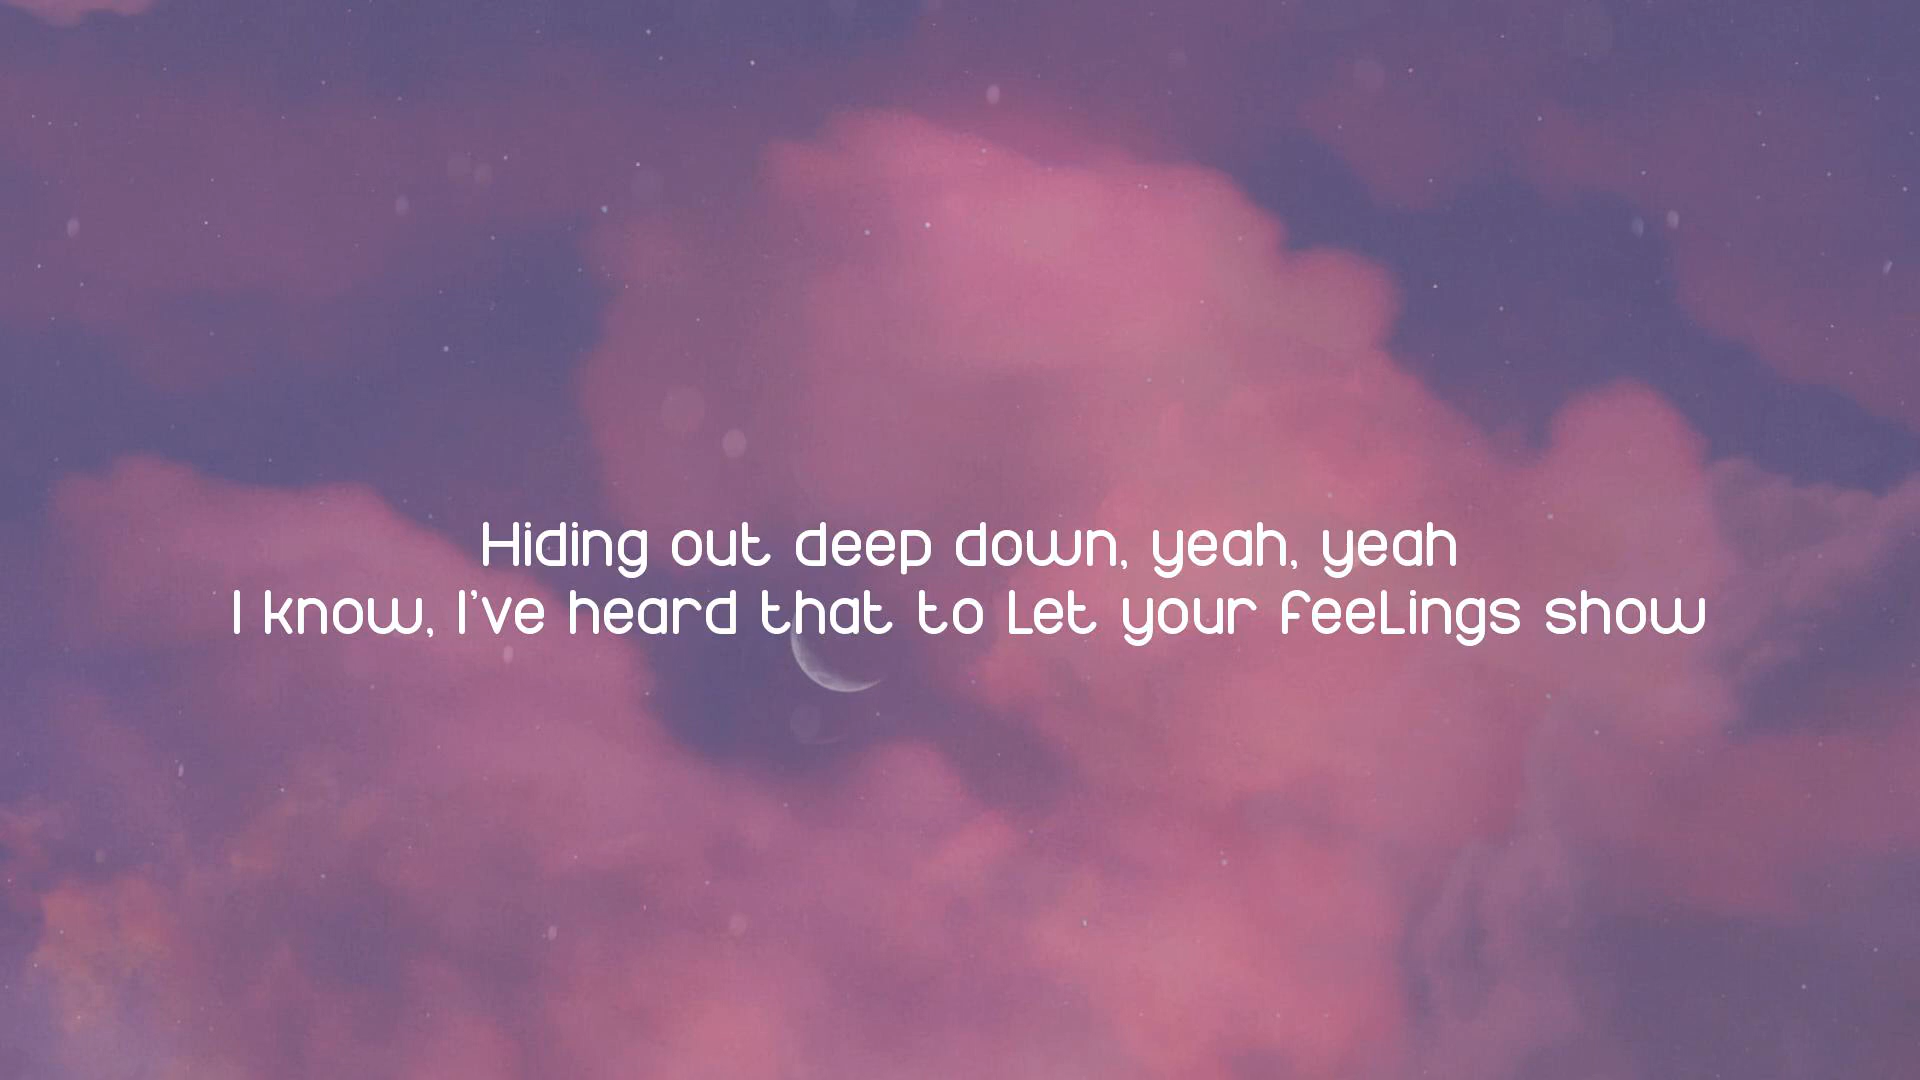 Hiding out deep down, yeah, yeah
I know, I've heard that to let your feelings show